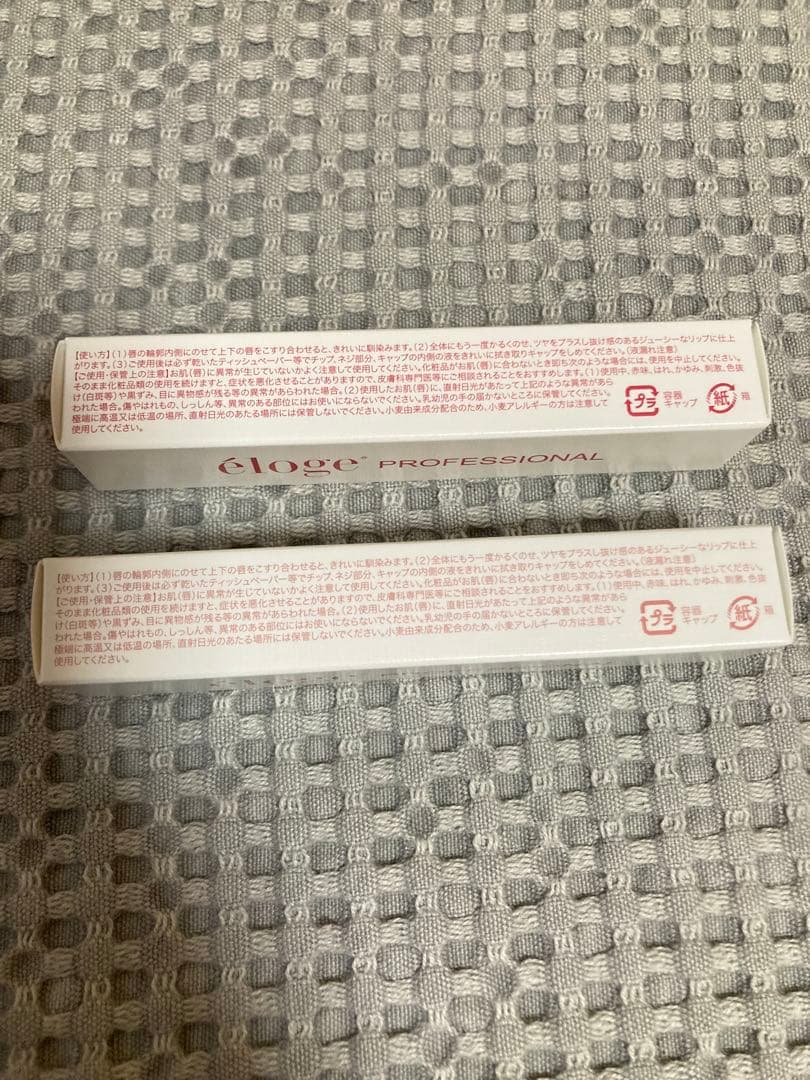 【使い方】(1)唇の輪郭内側にのせて上下の唇をこすり合わせると、きれいに馴染みます。(2)全体にもう一度かるくのせ、ツヤをプラスし抜け感のあるジューシーなリップに仕上
がります。(3)ご使用後は必ず乾いたティッシュペーパー等でチップ、ネジ部分、キャップの内側の液をきれいに拭き取りキャップをしめてください。(液漏れ注意)
【ご使用・保管上の注意】お肌(唇)に異常が生じていないかよく注意して使用してください。化粧品がお肌(唇)に合わないとき即ち次のような場合には、使用を中止してください。
そのまま化粧品類の使用を続けますと、症状を悪化させることがありますので、皮膚科専門医等にご相談されることをおすすめします。(1)使用中、赤味、はれ、かゆみ、刺激、色抜
け(白斑等)や黒ずみ、目に異物感が残る等の異常があらわれた場合。(2)使用したお肌(唇)に、直射日光があたって上記のような異常があら
われた場合。傷やはれもの、しっしん等、異常のある部位にはお使いにならないでください。乳幼児の手の届かないところに保管してください。
極端に高温又は低温の場所、直射日光のあたる場所には保管しないでください。小麦由来成分配合のため、小麦アレルギーの方は注意して
使用してください。
プラ 容器
キャップ
紙 箱
éloge® PROFESSIONAL
【使い方】(1)唇の輪郭内側にのせて上下の唇をこすり合わせると、きれいに馴染みます。(2)全体にもう一度かるくのせ、ツヤをプラスし抜け感のあるジューシーなリップに仕上
がります。(3)ご使用後は必ず乾いたティッシュペーパー等でチップ、ネジ部分、キャップの内側の液をきれいに拭き取りキャップをしめてください。(液漏れ注意)
【ご使用・保管上の注意】お肌(唇)に異常が生じていないかよく注意して使用してください。化粧品がお肌(唇)に合わないとき即ち次のような場合には、使用を中止してください。
そのまま化粧品類の使用を続けますと、症状を悪化させることがありますので、皮膚科専門医等にご相談されることをおすすめします。(1)使用中、赤味、はれ、かゆみ、刺激、色抜
け(白斑等)や黒ずみ、目に異物感が残る等の異常があらわれた場合。(2)使用したお肌(唇)に、直射日光があたって上記のような異常があら
われた場合。傷やはれもの、しっしん等、異常のある部位にはお使いにならないでください。乳幼児の手の届かないところに保管してください。
極端に高温又は低温の場所、直射日光のあたる場所には保管しないでください。小麦由来成分配合のため、小麦アレルギーの方は注意して
使用してください。
プラ 容器
キャップ
紙 箱